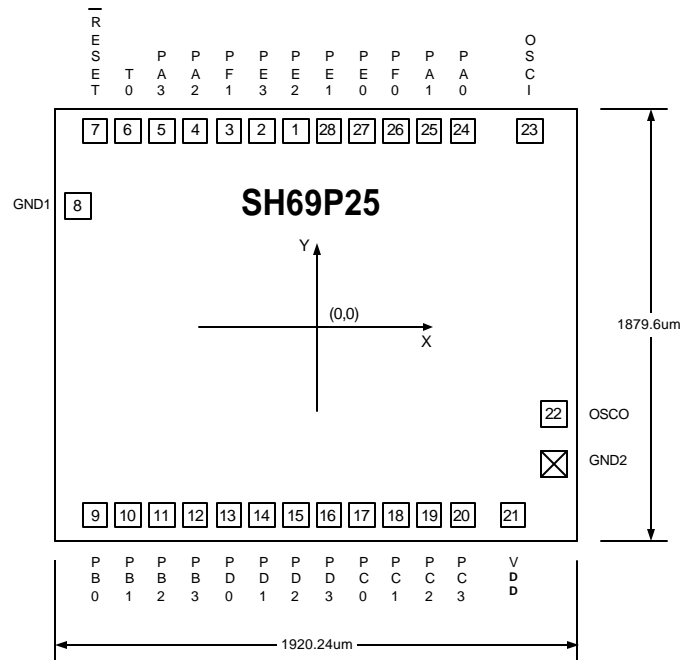 RESET T0 PA3 PA2 PF1 PE3 PE2 PE1 PE0 PF0 PA1 PA0 OSCI
7 6 5 4 3 2 1 28 27 26 25 24 23
GND1 8
SH69P25
Y
(0,0)
X
1879.6um
22 OSCO
GND2
9 10 11 12 13 14 15 16 17 18 19 20 21
PB0 PB1 PB2 PB3 PD0 PD1 PD2 PD3 PC0 PC1 PC2 PC3 VDD
1920.24um